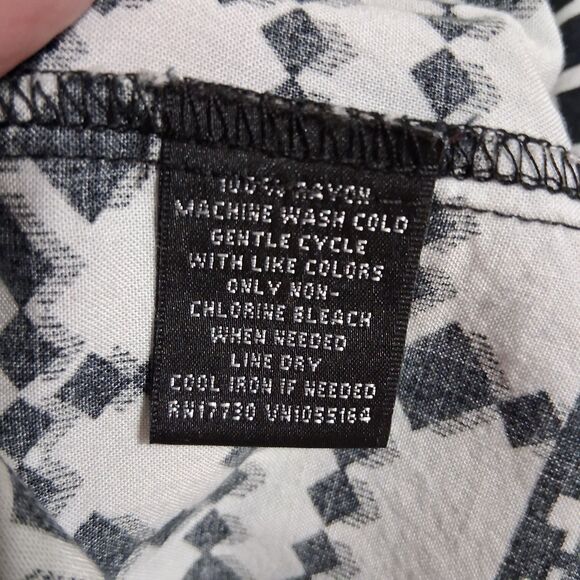 100% RAYON
MACHINE WASH COLD
GENTLE CYCLE
WITH LIKE COLORS
ONLY NON-
CHLORINE BLEACH
WHEN NEEDED
LINE DRY
COOL IRON IF NEEDED
RN17730 VN1055164